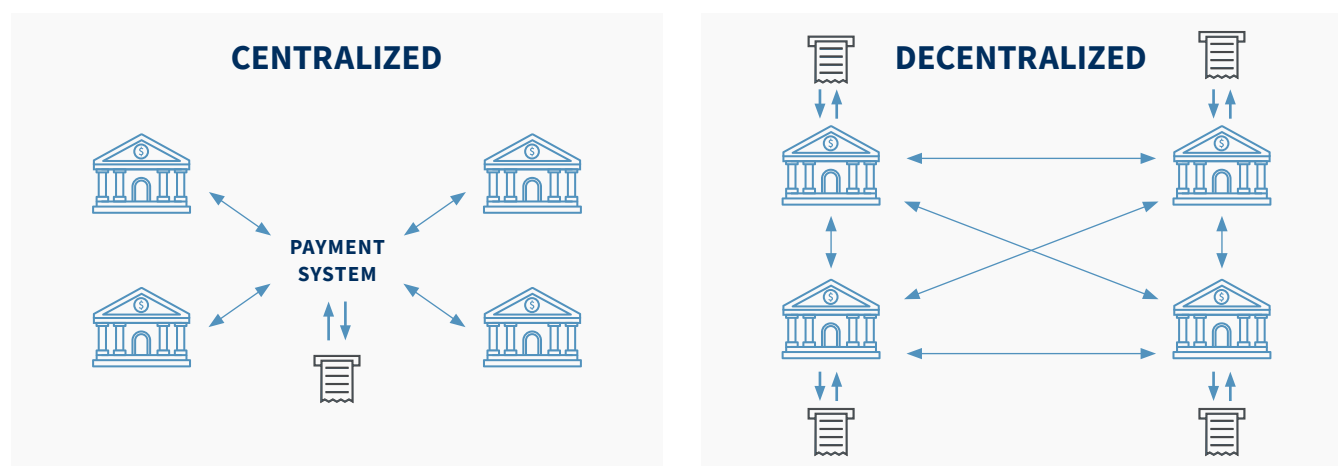 CENTRALIZED
PAYMENT
SYSTEM
$
$
$
$
DECENTRALIZED
$
$
$
$